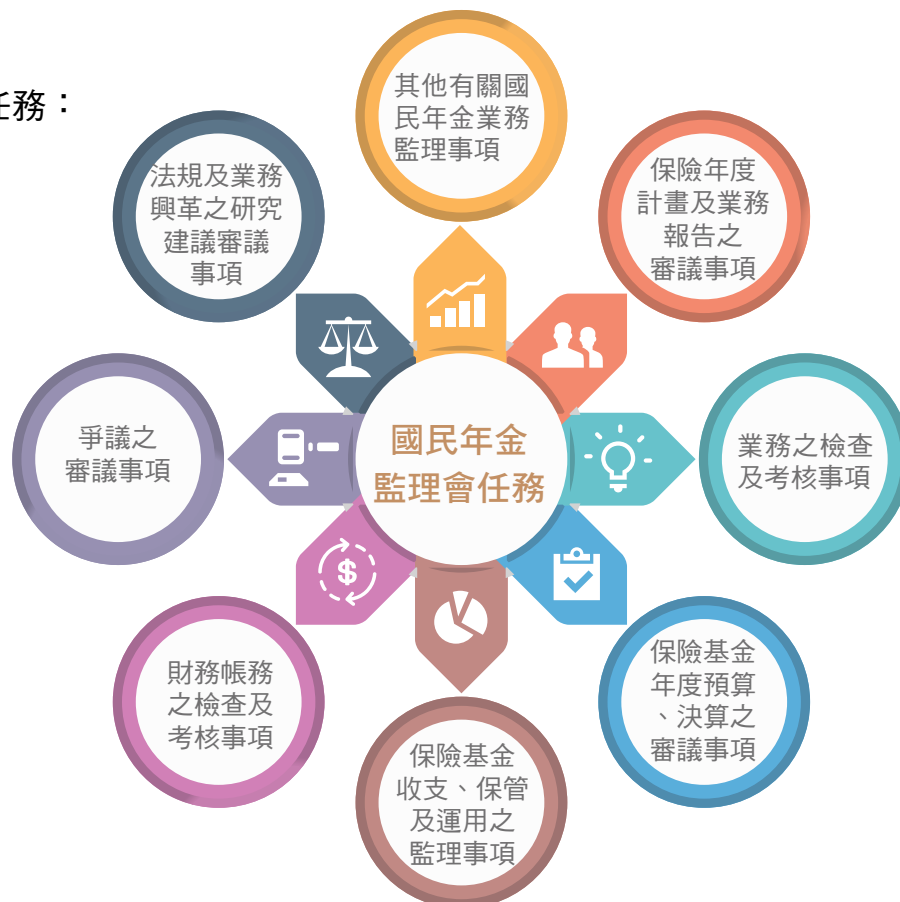 任務：
其他有關國
民年金業務
監理事項
保險年度
計畫及業務
報告之
審議事項
業務之檢查
及考核事項
保險基金
年度預算
、決算之
審議事項
保險基金
收支、保管
及運用之
監理事項
財務帳務
之檢查及
考核事項
爭議之
審議事項
法規及業務
興革之研究
建議審議
事項
國民年金
監理會任務
$